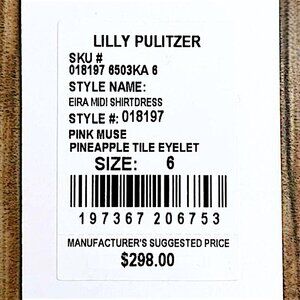 LILLY PULITZER
SKU #
018197 6503KA 6
STYLE NAME:
EIRA MIDI SHIRTDRESS
STYLE #: 018197
PINK MUSE
PINEAPPLE TILE EYELET
SIZE: 6
197367 206753
MANUFACTURER'S SUGGESTED PRICE
$298.00